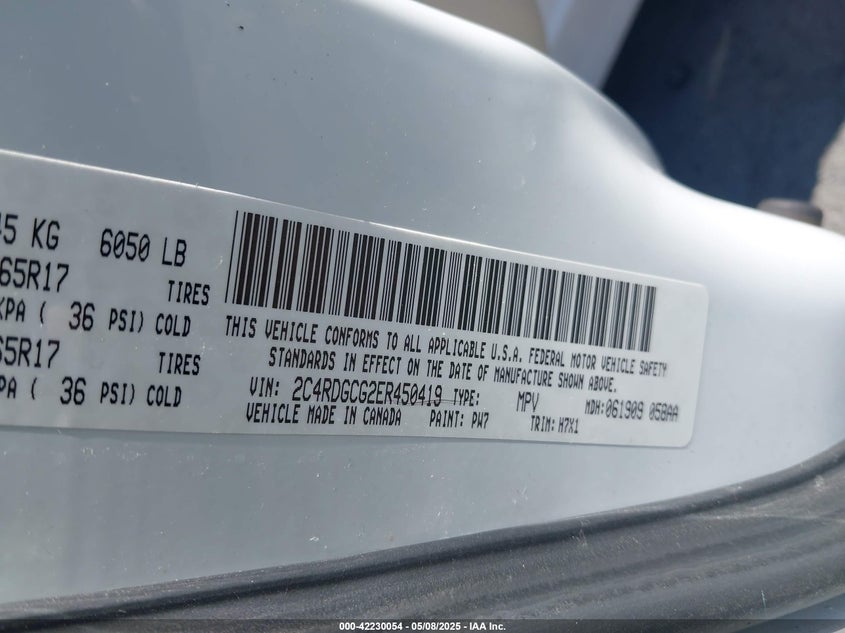 45 KG 6050 LB
65R17 TIRES
KPA ( 36 PSI) COLD
65R17 TIRES
PA ( 36 PSI) COLD
THIS VEHICLE CONFORMS TO ALL APPLICABLE U.S.A. FEDERAL MOTOR VEHICLE SAFETY
STANDARDS IN EFFECT ON THE DATE OF MANUFACTURE SHOWN ABOVE.
VIN: 2C4RDGCG2ER450419 TYPE: MPV MDH:061909 058AA
VEHICLE MADE IN CANADA PAINT: PW7 TRIM: H7X1
000-42230054 - 05/08/2025 - IAA Inc.